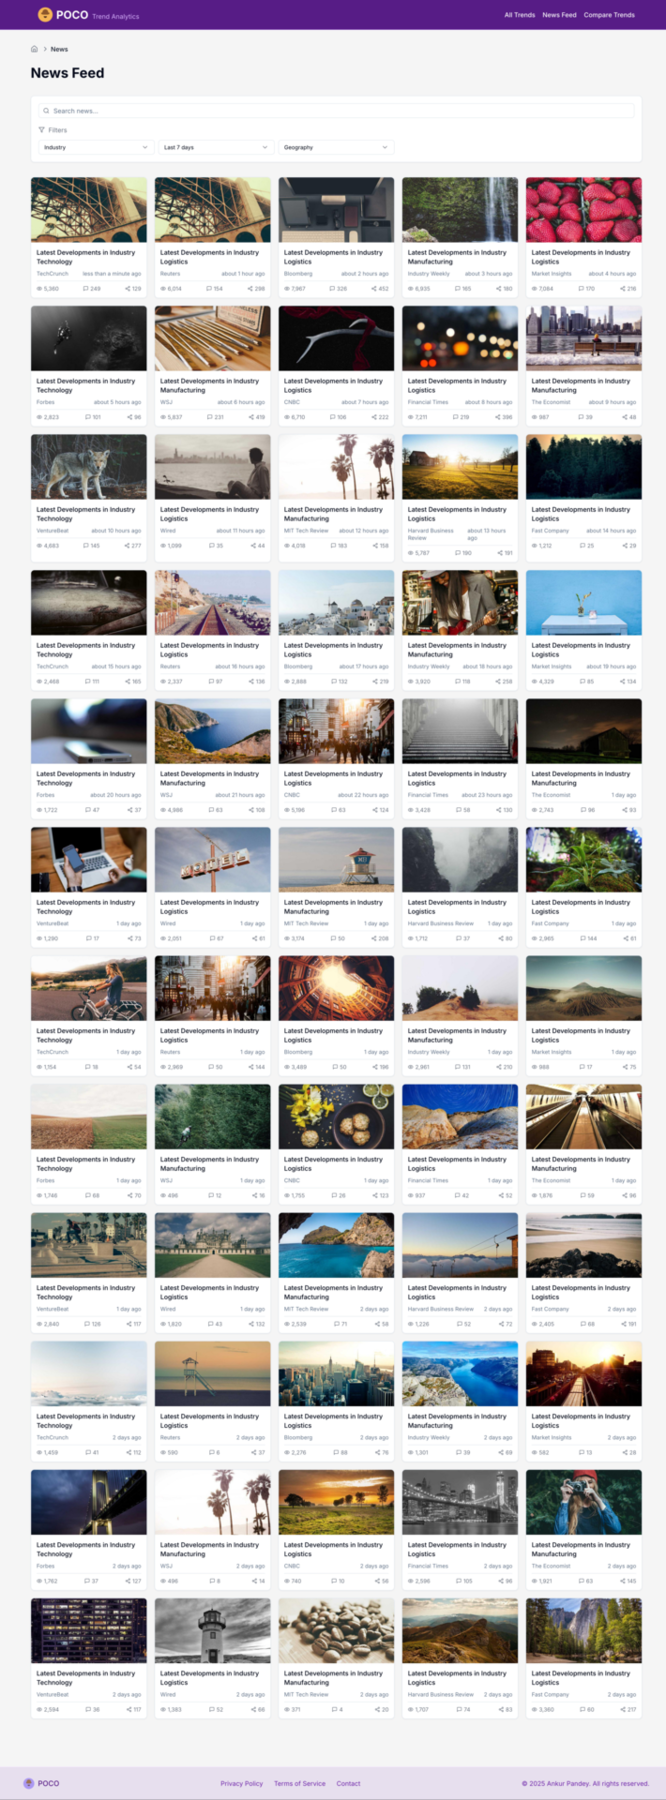 POCO Trend Analytics
All Trends News Feed Compare Trends
News
News Feed
Search news...
Filters
Industry Last 7 days Geography
Latest Developments in Industry
Technology
TechCrunch less than a minute ago
5,360 249 129
Latest Developments in Industry
Logistics
Reuters about 1 hour ago
6,014 154 298
Latest Developments in Industry
Logistics
Bloomberg about 2 hours ago
7,967 326 452
Latest Developments in Industry
Manufacturing
Industry Weekly about 3 hours ago
6,935 165 180
Latest Developments in Industry
Logistics
Market Insights about 4 hours ago
7,084 170 216
Latest Developments in Industry
Technology
Forbes about 5 hours ago
2,823 101 96
Latest Developments in Industry
Manufacturing
WSJ about 6 hours ago
5,837 231 419
Latest Developments in Industry
Logistics
CNBC about 7 hours ago
6,710 106 222
Latest Developments in Industry
Logistics
Financial Times about 8 hours ago
7,211 219 396
Latest Developments in Industry
Manufacturing
The Economist about 9 hours ago
987 39 48
Latest Developments in Industry
Technology
VentureBeat about 10 hours ago
4,683 145 277
Latest Developments in Industry
Logistics
Wired about 11 hours ago
1,099 35 44
Latest Developments in Industry
Manufacturing
MIT Tech Review about 12 hours ago
4,018 193 158
Latest Developments in Industry
Logistics
Harvard Business Review about 13 hours ago
5,787 190 191
Latest Developments in Industry
Logistics
Fast Company about 14 hours ago
1,212 25 29
Latest Developments in Industry
Technology
TechCrunch about 15 hours ago
2,468 111 165
Latest Developments in Industry
Logistics
Reuters about 16 hours ago
2,337 87 136
Latest Developments in Industry
Logistics
Bloomberg about 17 hours ago
2,888 132 219
Latest Developments in Industry
Manufacturing
Industry Weekly about 18 hours ago
3,920 118 258
Latest Developments in Industry
Logistics
Market Insights about 19 hours ago
4,329 85 134
Latest Developments in Industry
Technology
Forbes about 20 hours ago
1,722 47 37
Latest Developments in Industry
Manufacturing
WSJ about 21 hours ago
4,986 63 108
Latest Developments in Industry
Logistics
CNBC about 22 hours ago
5,196 83 124
Latest Developments in Industry
Logistics
Financial Times about 23 hours ago
3,428 58 130
Latest Developments in Industry
Manufacturing
The Economist 1 day ago
2,743 96 93
Latest Developments in Industry
Technology
VentureBeat 1 day ago
1,290 17 73
Latest Developments in Industry
Logistics
Wired 1 day ago
2,051 67 61
Latest Developments in Industry
Manufacturing
MIT Tech Review 1 day ago
3,174 50 208
Latest Developments in Industry
Logistics
Harvard Business Review 1 day ago
1,712 37 80
Latest Developments in Industry
Logistics
Fast Company 1 day ago
2,985 144 61
Latest Developments in Industry
Technology
TechCrunch 1 day ago
1,154 18 54
Latest Developments in Industry
Logistics
Reuters 1 day ago
2,969 50 144
Latest Developments in Industry
Logistics
Bloomberg 1 day ago
3,489 50 196
Latest Developments in Industry
Manufacturing
Industry Weekly 1 day ago
2,961 131 210
Latest Developments in Industry
Logistics
Market Insights 1 day ago
988 17 75
Latest Developments in Industry
Technology
Forbes 1 day ago
1,746 68 70
Latest Developments in Industry
Manufacturing
WSJ 1 day ago
496 12 16
Latest Developments in Industry
Logistics
CNBC 1 day ago
1,755 26 123
Latest Developments in Industry
Logistics
Financial Times 1 day ago
937 42 52
Latest Developments in Industry
Manufacturing
The Economist 1 day ago
1,876 59 96
Latest Developments in Industry
Technology
VentureBeat 1 day ago
2,840 126 117
Latest Developments in Industry
Logistics
Wired 1 day ago
1,820 43 132
Latest Developments in Industry
Manufacturing
MIT Tech Review 2 days ago
2,539 71 58
Latest Developments in Industry
Logistics
Harvard Business Review 2 days ago
1,226 52 72
Latest Developments in Industry
Logistics
Fast Company 2 days ago
2,405 68 191
Latest Developments in Industry
Technology
TechCrunch 2 days ago
1,459 41 112
Latest Developments in Industry
Logistics
Reuters 2 days ago
590 6 37
Latest Developments in Industry
Logistics
Bloomberg 2 days ago
2,276 88 76
Latest Developments in Industry
Manufacturing
Industry Weekly 2 days ago
1,301 39 69
Latest Developments in Industry
Logistics
Market Insights 2 days ago
582 13 28
Latest Developments in Industry
Technology
Forbes 2 days ago
1,762 37 127
Latest Developments in Industry
Manufacturing
WSJ 2 days ago
496 6 14
Latest Developments in Industry
Logistics
CNBC 2 days ago
740 10 56
Latest Developments in Industry
Logistics
Financial Times 2 days ago
2,596 105 96
Latest Developments in Industry
Manufacturing
The Economist 2 days ago
1,921 63 145
Latest Developments in Industry
Technology
VentureBeat 2 days ago
2,594 36 117
Latest Developments in Industry
Logistics
Wired 2 days ago
1,383 52 66
Latest Developments in Industry
Manufacturing
MIT Tech Review 2 days ago
371 4 20
Latest Developments in Industry
Logistics
Harvard Business Review 2 days ago
1,707 74 83
Latest Developments in Industry
Logistics
Fast Company 2 days ago
3,360 60 217
POCO
Privacy Policy Terms of Service Contact
© 2025 Ankur Pandey. All rights reserved.